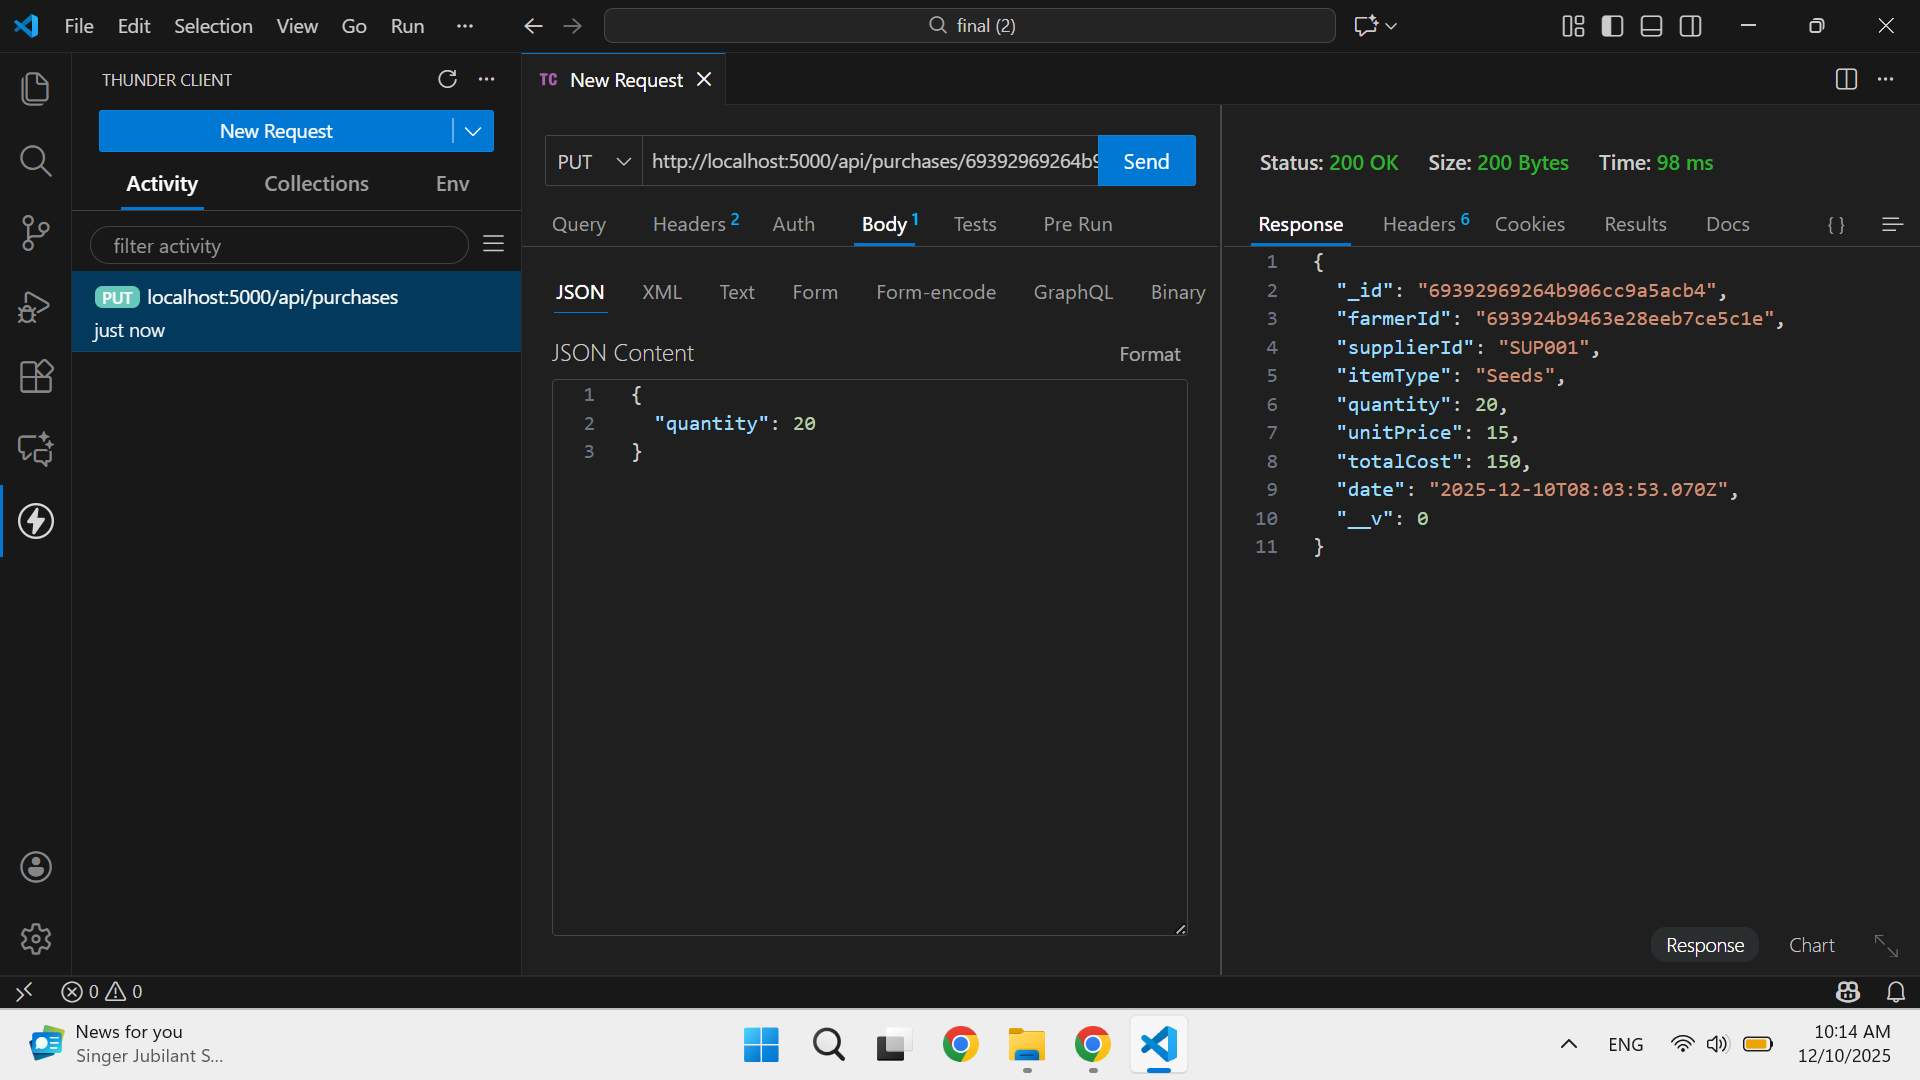 File Edit Selection View Go Run ···
final (2)
THUNDER CLIENT
New Request
Activity Collections Env
filter activity
PUT localhost:5000/api/purchases
just now
TC New Request
PUT http://localhost:5000/api/purchases/69392969264b9 Send
Query Headers 2 Auth Body 1 Tests Pre Run
JSON XML Text Form Form-encode GraphQL Binary
JSON Content Format
1 {
2 "quantity": 20
3 }
Status: 200 OK Size: 200 Bytes Time: 98 ms
Response Headers 6 Cookies Results Docs { }
1 {
2 "_id": "69392969264b906cc9a5acb4",
3 "farmerId": "693924b9463e28eeb7ce5c1e",
4 "supplierId": "SUP001",
5 "itemType": "Seeds",
6 "quantity": 20,
7 "unitPrice": 15,
8 "totalCost": 150,
9 "date": "2025-12-10T08:03:53.070Z",
10 "__v": 0
11 }
Response Chart
0 0
News for you
Singer Jubilant S...
ENG
10:14 AM
12/10/2025